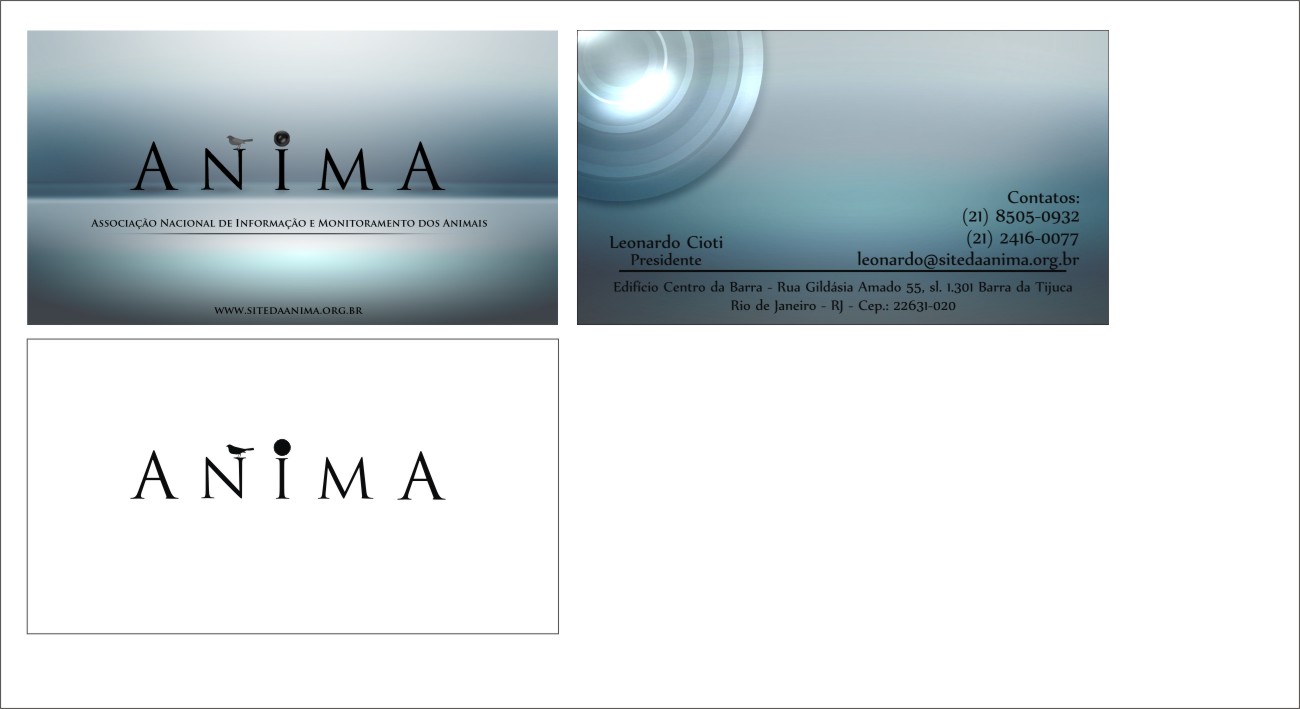 ANIMA
Associação Nacional de Informação e Monitoramento dos Animais
www.sitedaanima.org.br
Contatos:
(21) 8505-0932
(21) 2416-0077
leonardo@sitedaanima.org.br
Leonardo Cioti
Presidente
Edifício Centro da Barra - Rua Gildásia Amado 55, sl. 1.301 Barra da Tijuca
Rio de Janeiro - RJ - Cep.: 22631-020
ANIMA